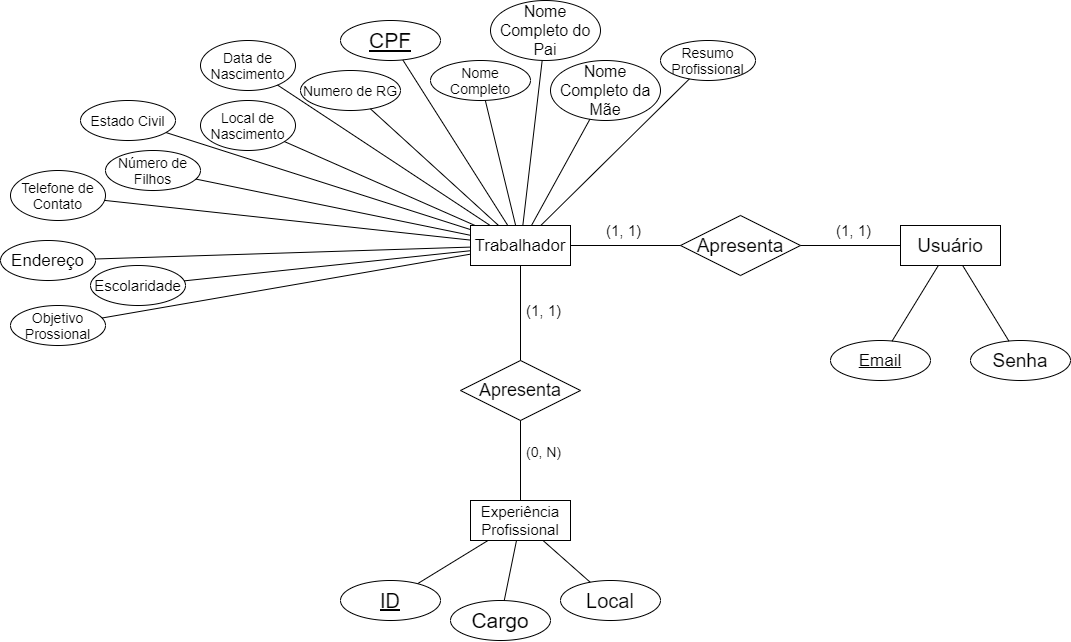 Nome
Completo do
Pai
CPF
Resumo
Profissional
Data de
Nascimento
Nome
Completo
Nome
Completo da
Mãe
Numero de RG
Estado Civil
Local de
Nascimento
Número de
Filhos
Telefone de
Contato
Trabalhador
(1, 1)
Apresenta
(1, 1)
Usuário
Endereço
Escolaridade
Objetivo
Prossional
(1, 1)
Email
Senha
Apresenta
(0, N)
Experiência
Profissional
ID
Cargo
Local